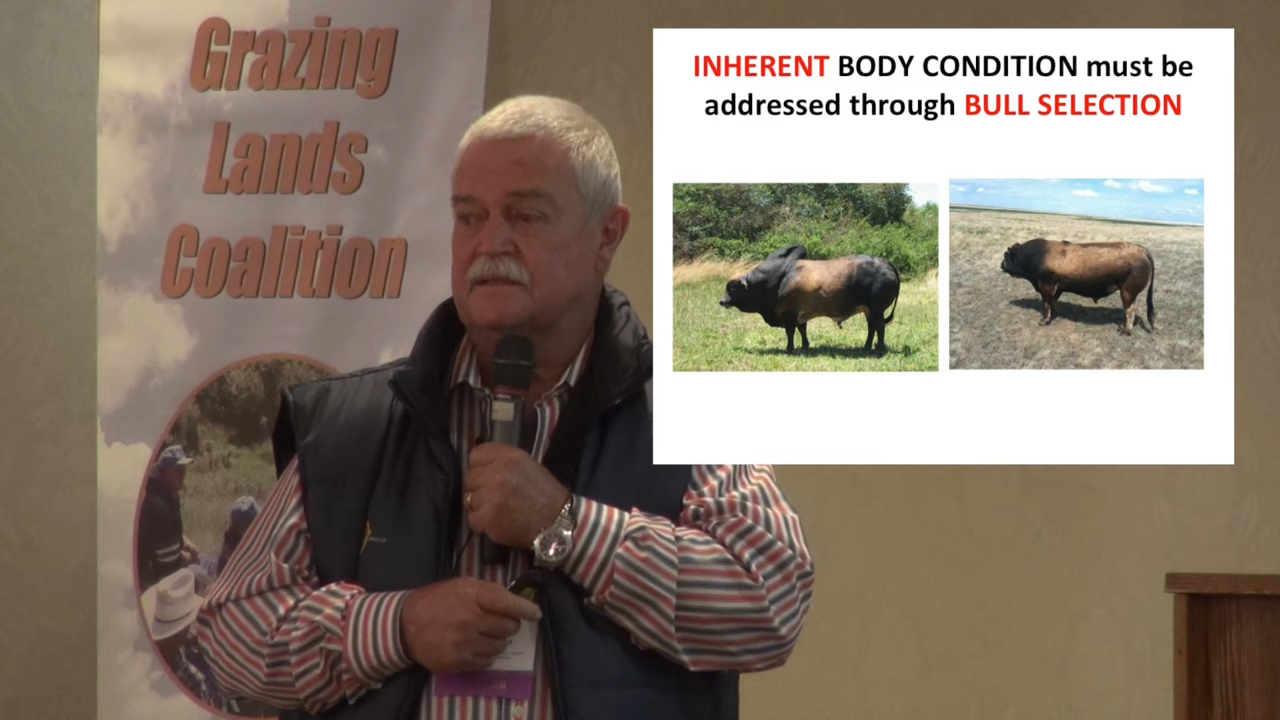 Grazing
Lands
Coalition
INHERENT BODY CONDITION must be
addressed through BULL SELECTION